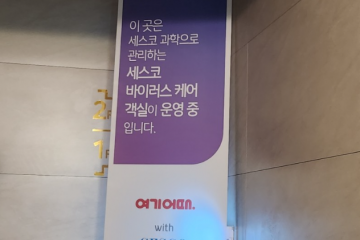 이 곳은
세스코 과학으로
관리하는
세스코
바이러스 케어
객실이 운영 중
입니다.
여기어때.
with